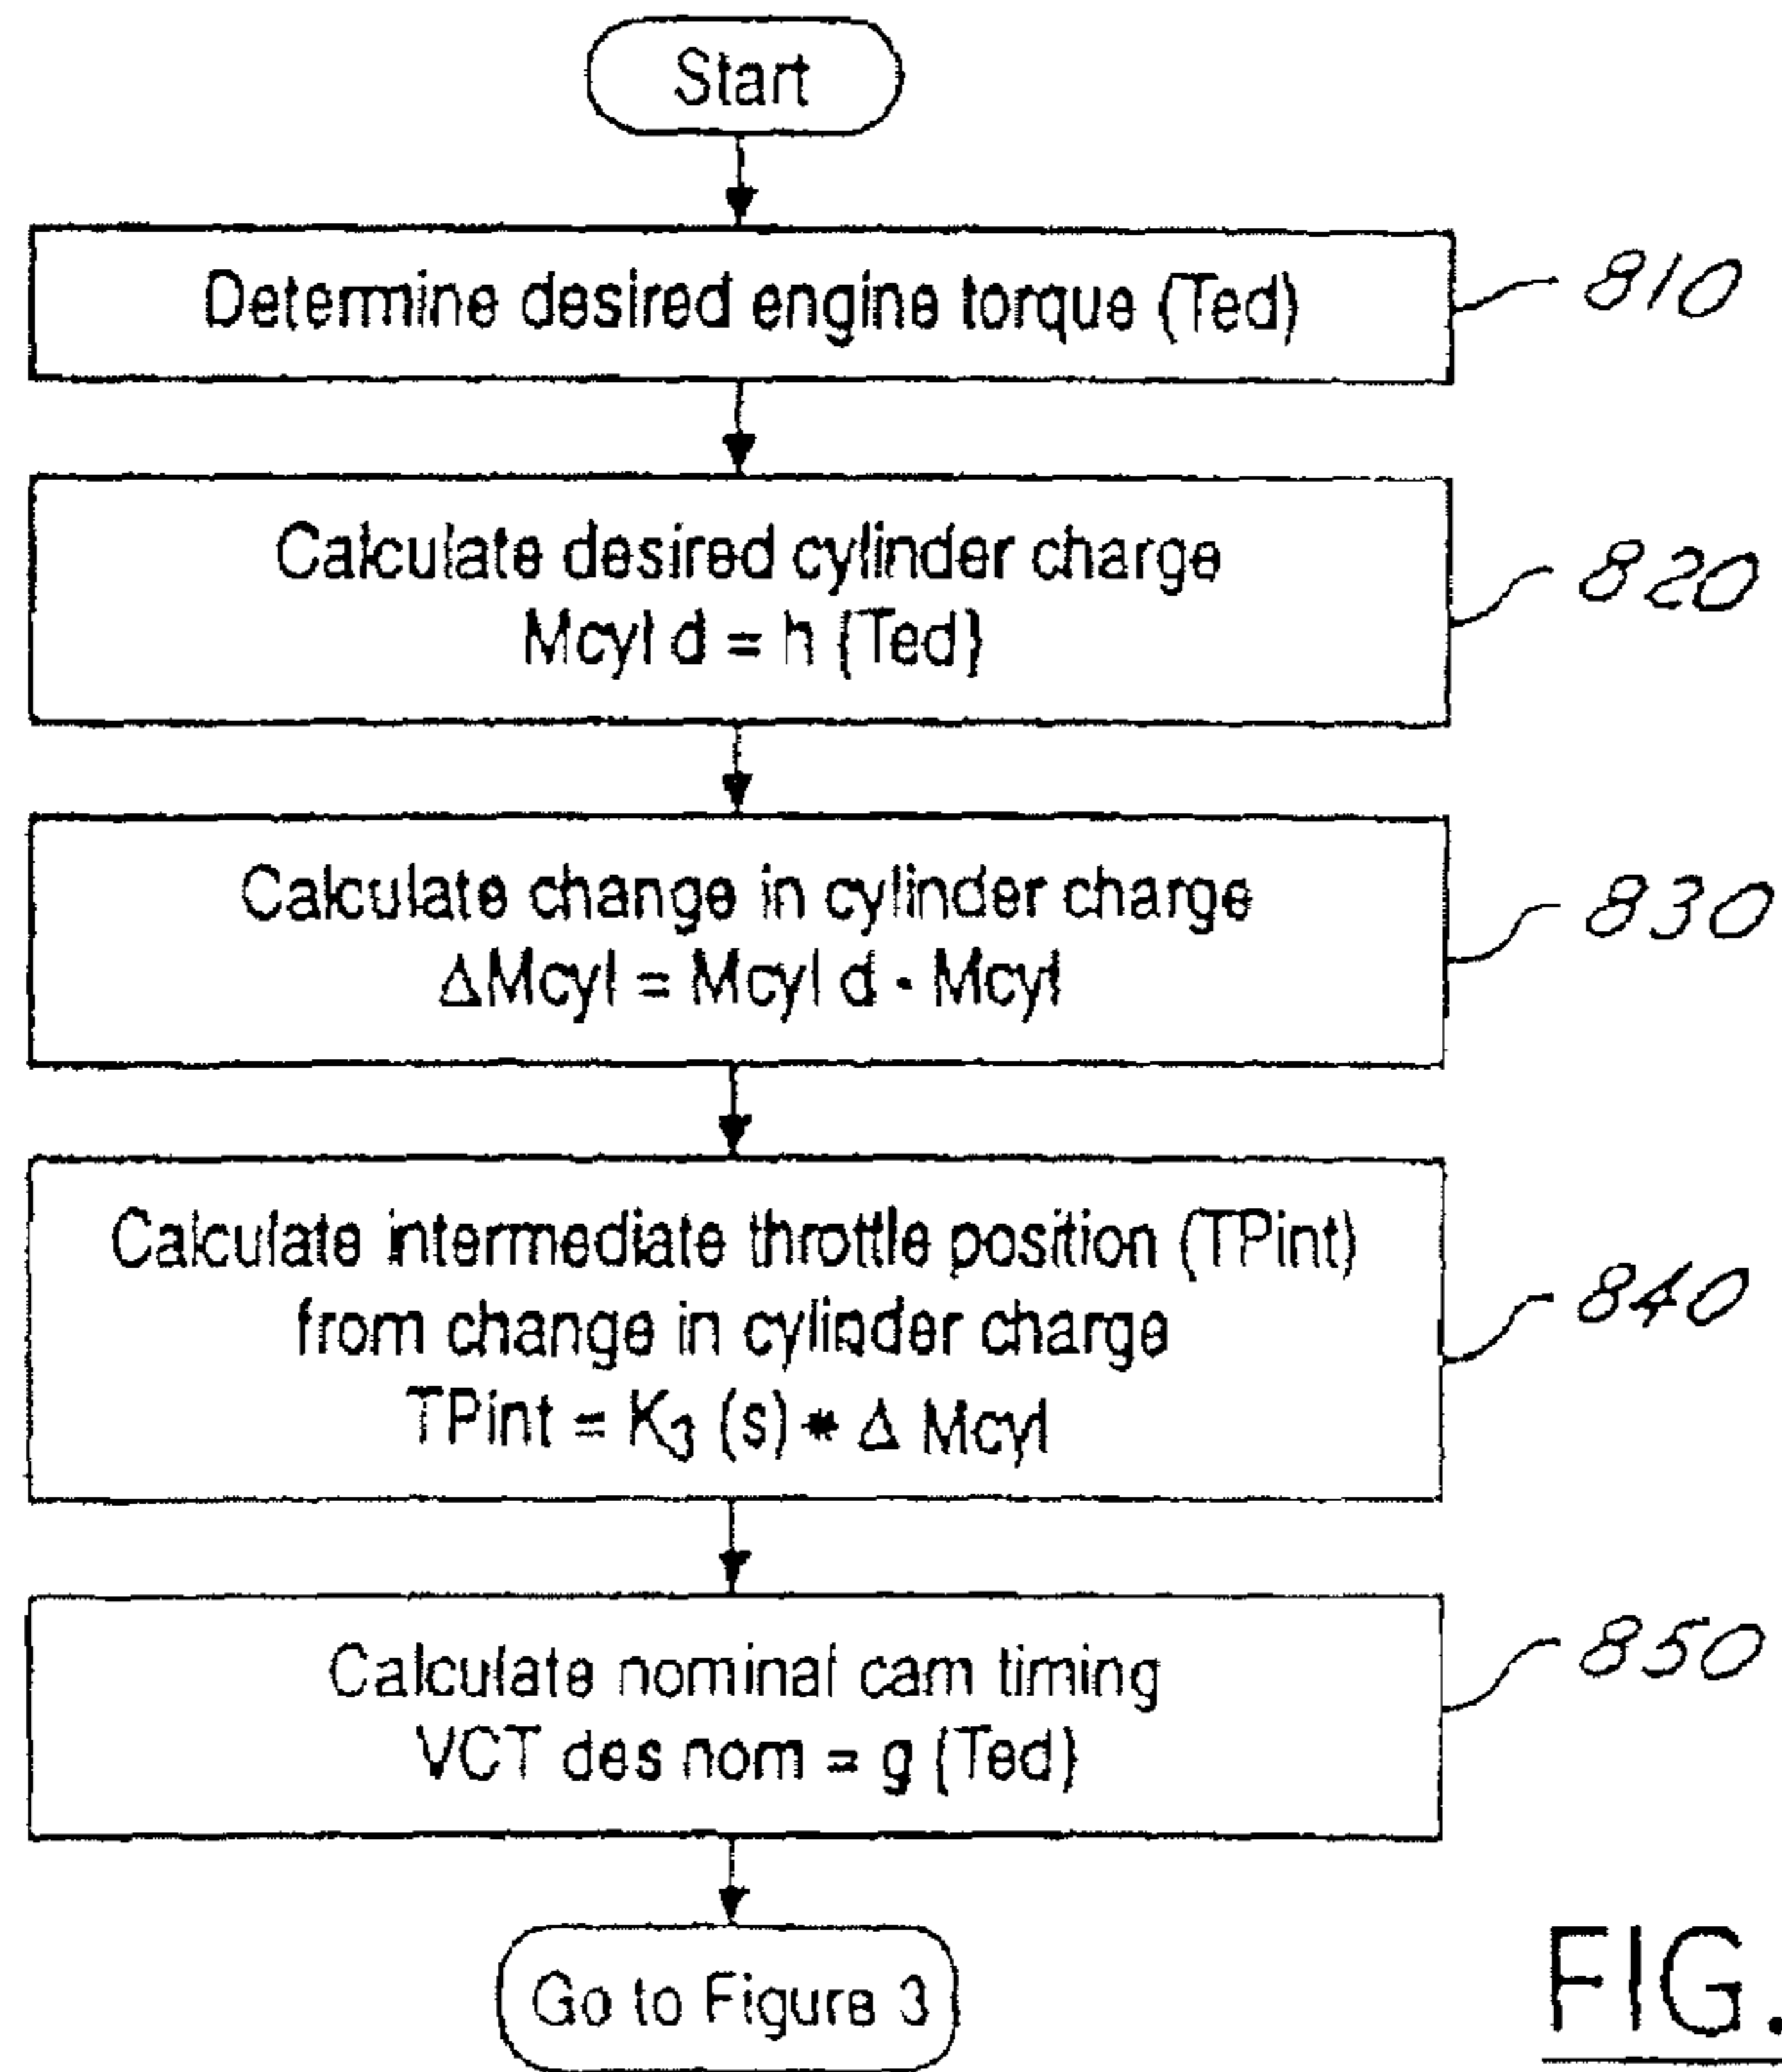 Start
Determine desired engine torque (Ted)
810
Calculate desired cylinder charge
Mcyl d = h (Ted)
820
Calculate change in cylinder charge
ΔMcyl = Mcyl d - Mcyl
830
Calculate intermediate throttle position (TPint)
from change in cylinder charge
TPint = K₃ (s) * Δ Mcyl
840
Calculate nominal cam timing
VCT des nom = g (Ted)
850
Go to Figure 3
FIG.